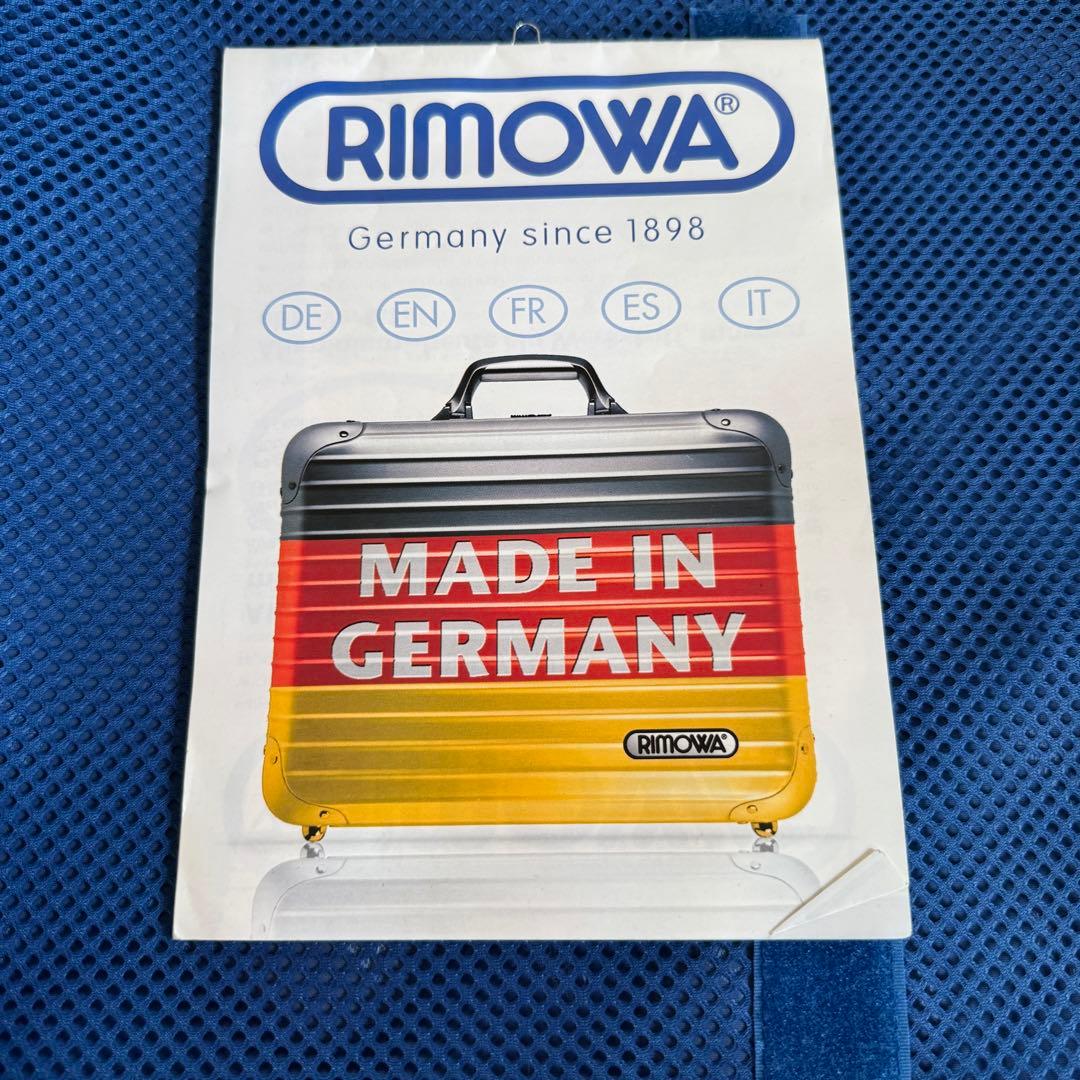 RIMOWA®
Germany since 1898
DE EN FR ES IT
MADE IN
GERMANY
RIMOWA®